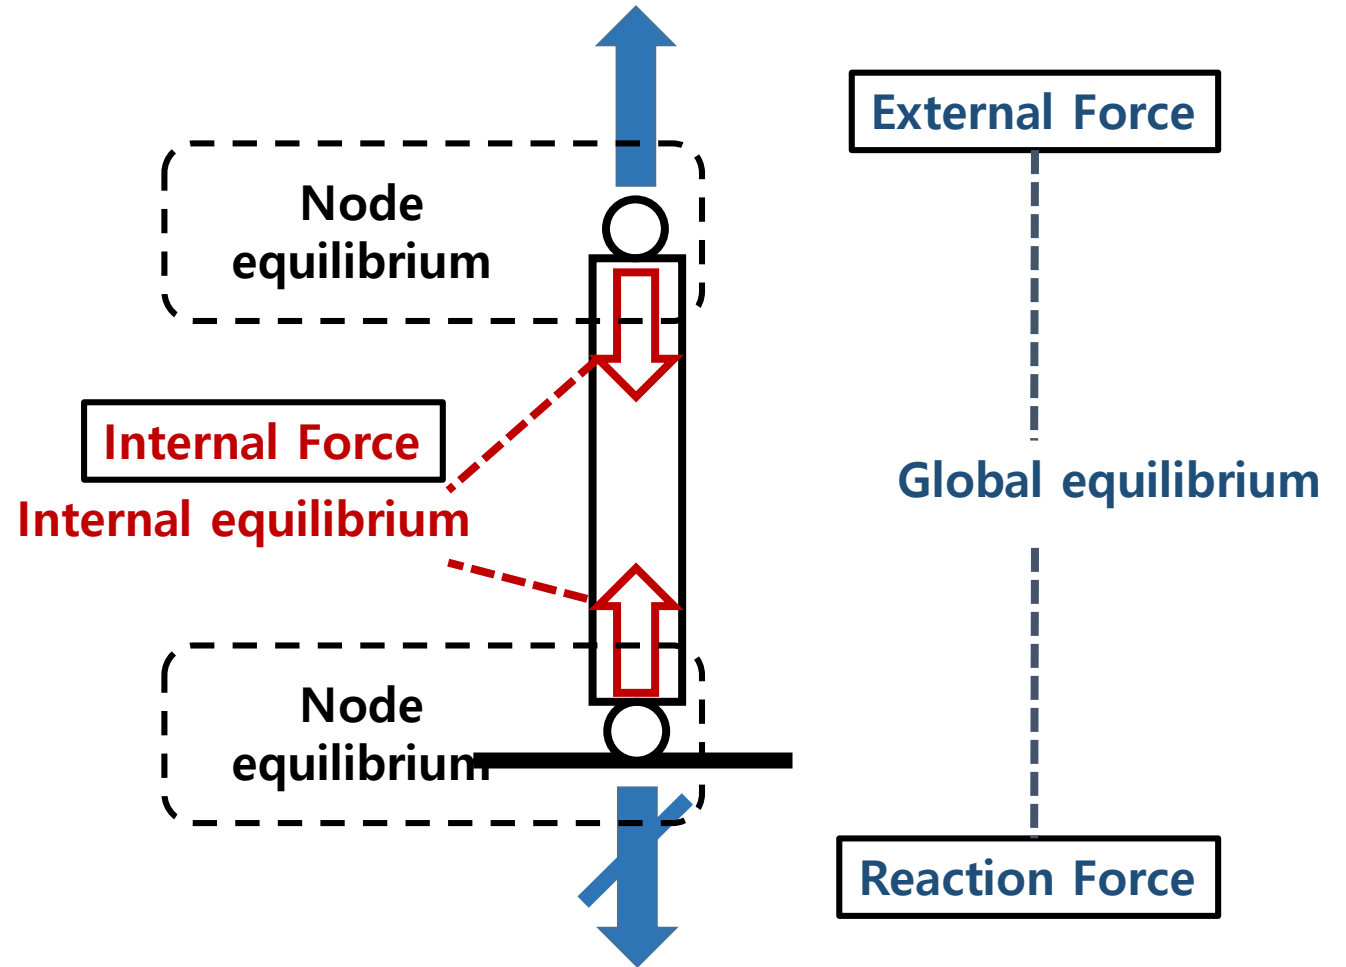 External Force
Node
equilibrium
Internal Force
Internal equilibrium
Global equilibrium
Node
equilibrium
Reaction Force